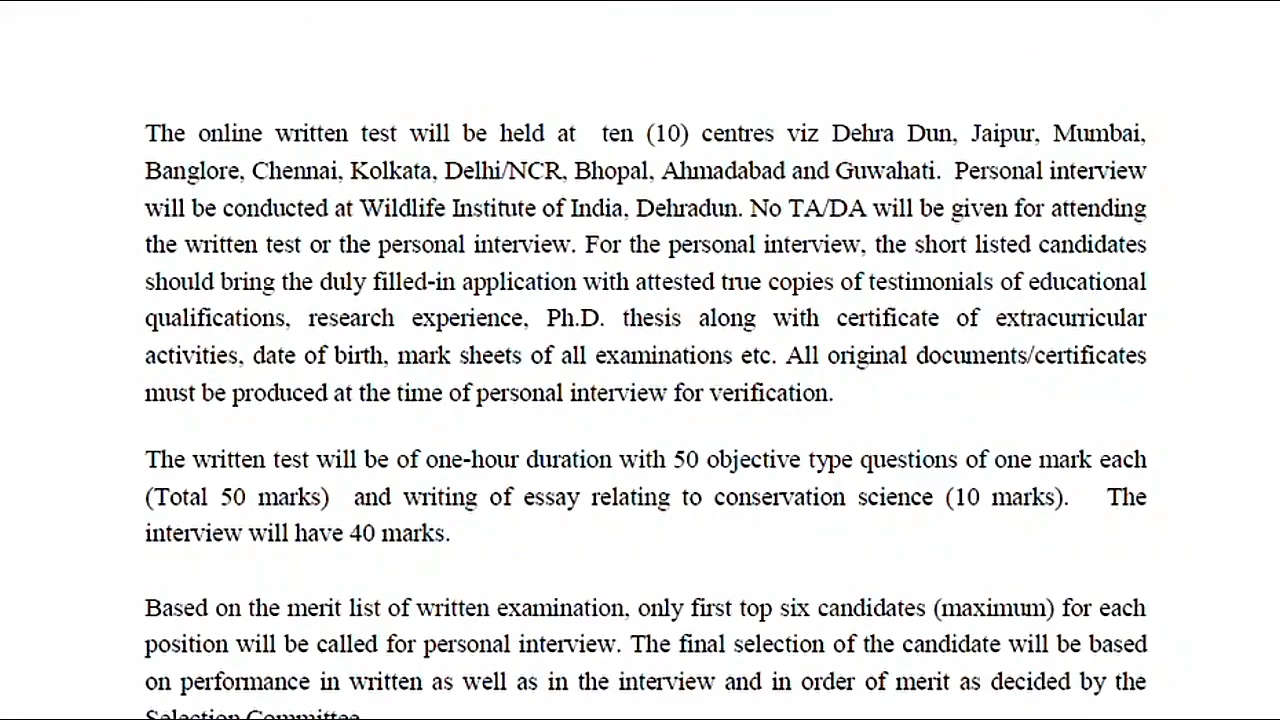 The online written test will be held at ten (10) centres viz Dehra Dun, Jaipur, Mumbai,
Banglore, Chennai, Kolkata, Delhi/NCR, Bhopal, Ahmadabad and Guwahati. Personal interview
will be conducted at Wildlife Institute of India, Dehradun. No TA/DA will be given for attending
the written test or the personal interview. For the personal interview, the short listed candidates
should bring the duly filled-in application with attested true copies of testimonials of educational
qualifications, research experience, Ph.D. thesis along with certificate of extracurricular
activities, date of birth, mark sheets of all examinations etc. All original documents/certificates
must be produced at the time of personal interview for verification.
The written test will be of one-hour duration with 50 objective type questions of one mark each
(Total 50 marks) and writing of essay relating to conservation science (10 marks). The
interview will have 40 marks.
Based on the merit list of written examination, only first top six candidates (maximum) for each
position will be called for personal interview. The final selection of the candidate will be based
on performance in written as well as in the interview and in order of merit as decided by the
Selection Committee